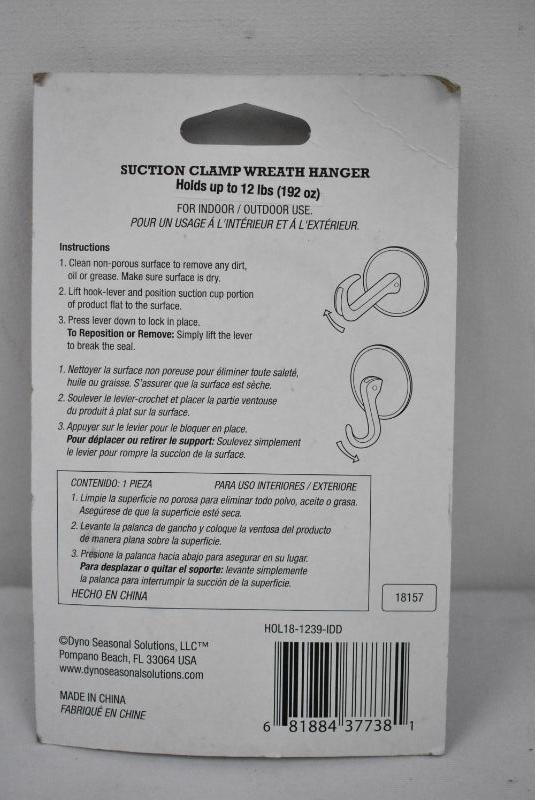 SUCTION CLAMP WREATH HANGER
Holds up to 12 lbs (192 oz)
FOR INDOOR / OUTDOOR USE.
POUR UN USAGE Á L'INTÉRIEUR ET Á L'EXTÉRIEUR.
Instructions
1. Clean non-porous surface to remove any dirt,
oil or grease. Make sure surface is dry.
2. Lift hook-lever and position suction cup portion
of product flat to the surface.
3. Press lever down to lock in place.
To Reposition or Remove: Simply lift the lever
to break the seal.
1. Nettoyer la surface non poreuse pour éliminer toute saleté,
huile ou graisse. S'assurer que la surface est sèche.
2. Soulever le levier-crochet et placer la partie ventouse
du produit à plat sur la surface.
3. Appuyer sur le levier pour le bloquer en place.
Pour déplacer ou retirer le support: Soulevez simplement
le levier pour rompre la succion de la surface.
CONTENIDO: 1 PIEZA PARA USO INTERIORES / EXTERIORE
1. Limpie la superficie no porosa para eliminar todo polvo, aceite o grasa.
Asegúrese de que la superficie esté seca.
2. Levante la palanca de gancho y coloque la ventosa del producto
de manera plana sobre la superficie.
3. Presione la palanca hacia abajo para asegurar en su lugar.
Para desplazar o quitar el soporte: levante simplemente
la palanca para interrumpir la succión de la superficie.
HECHO EN CHINA
18157
HOL18-1239-IDD
©Dyno Seasonal Solutions, LLC™
Pompano Beach, FL 33064 USA
www.dynoseasonalsolutions.com
MADE IN CHINA
FABRIQUÉ EN CHINE
6 81884 37738 1